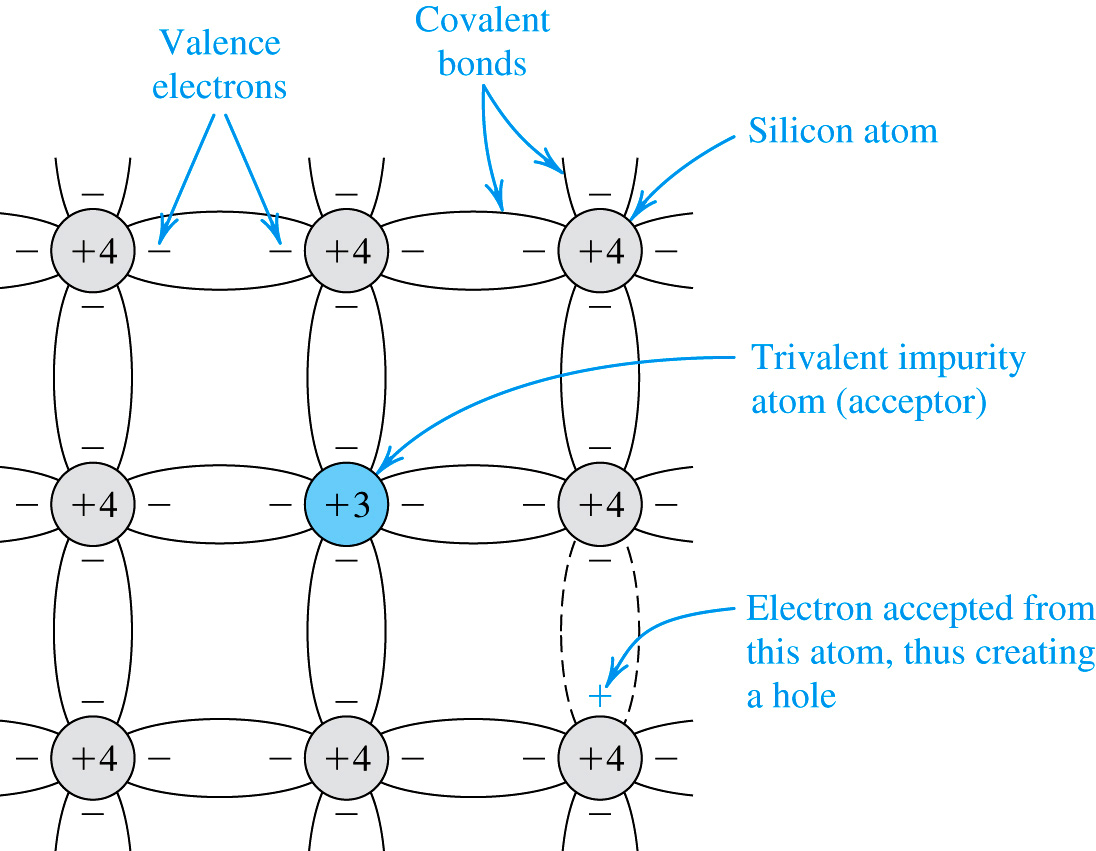 Covalent
bonds
Valence
electrons
Silicon atom
− − −
− +4 − − +4 − − +4 −
− − −
Trivalent impurity
atom (acceptor)
− − −
− +4 − − +3 − − +4 −
− − −
Electron accepted from
this atom, thus creating
a hole
− − +
− +4 − − +4 − − +4 −
− − −